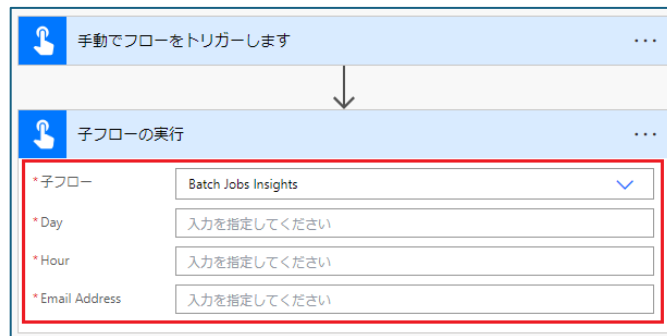 手動でフローをトリガーします
子フローの実行
*子フロー Batch Jobs Insights
*Day 入力を指定してください
*Hour 入力を指定してください
*Email Address 入力を指定してください